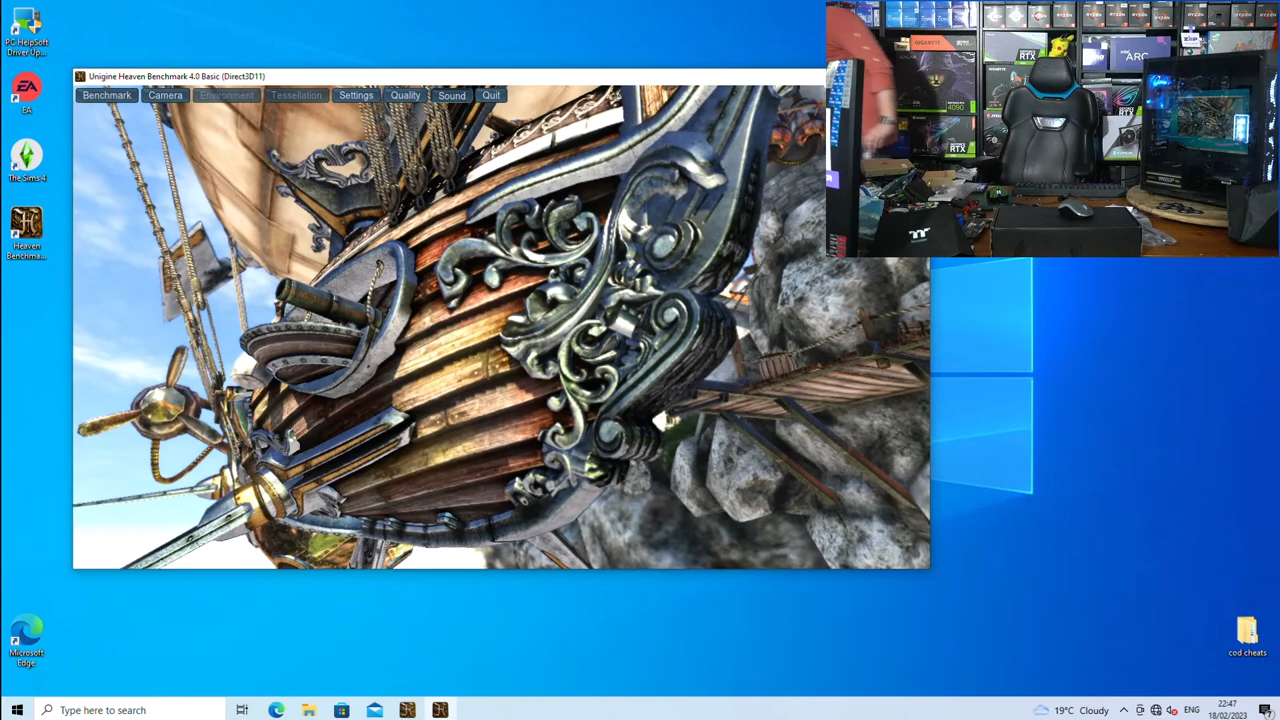 PC HelpSoft
Driver Up...
EA
The Sims 4
Heaven
Benchma...
Microsoft
Edge
Unigine Heaven Benchmark 4.0 Basic (Direct3D11)
Benchmark
Camera
Environment
Tessellation
Settings
Quality
Sound
Quit
GIGABYTE
4090
RTX
ARC
RTX
RYZEN
cod cheats
Type here to search
19°C Cloudy
ENG
22:47
18/02/2023